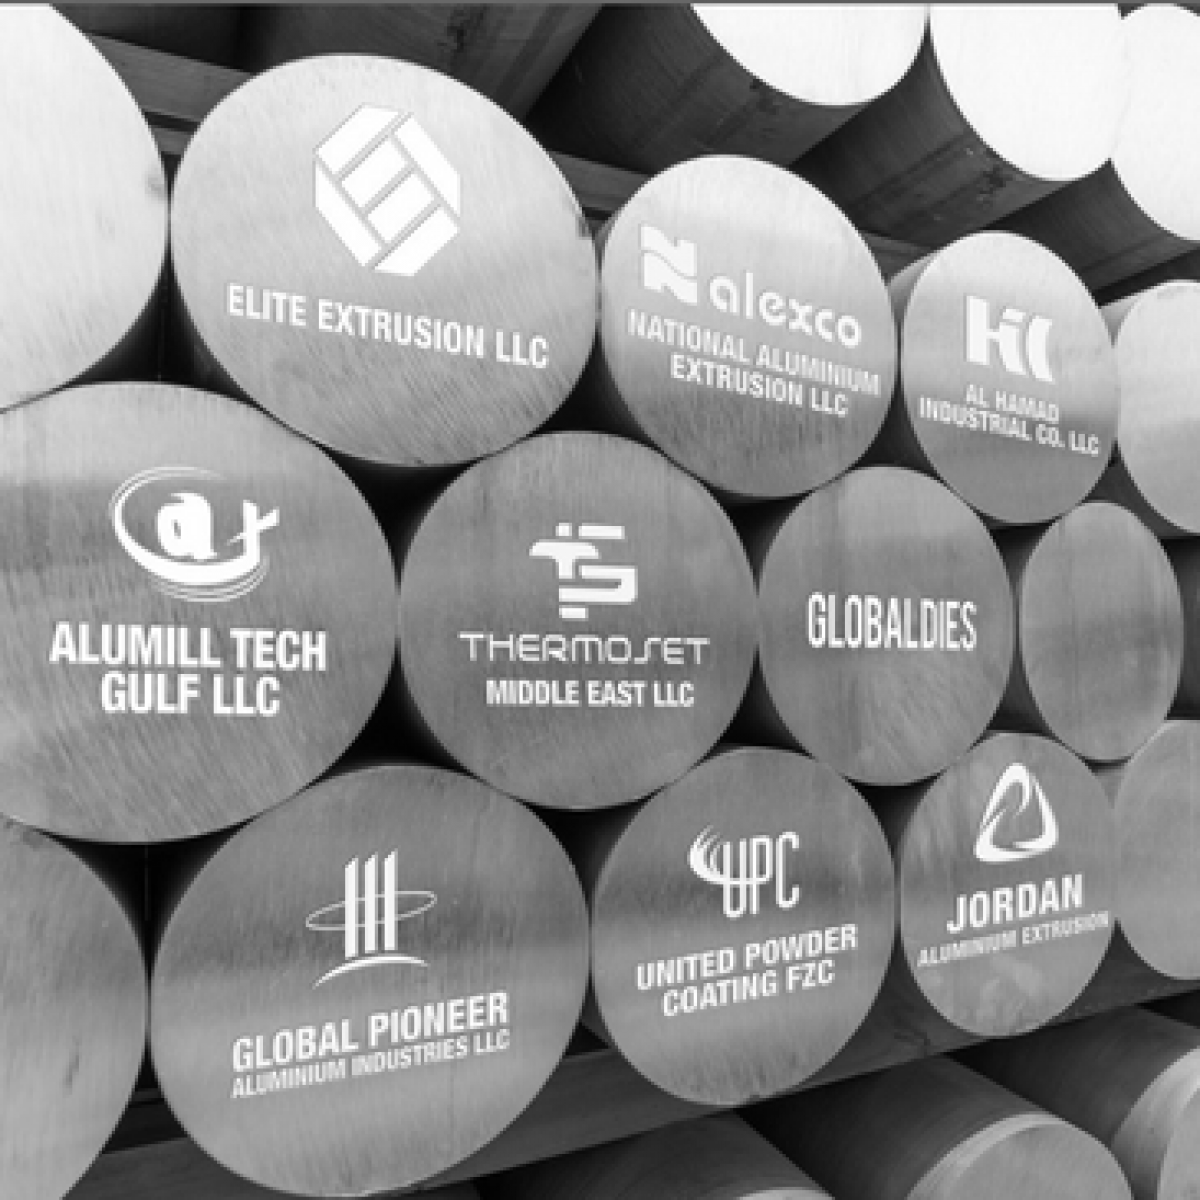 ELITE EXTRUSION LLC
alexco
NATIONAL ALUMINIUM
EXTRUSION LLC
AL HAMAD
INDUSTRIAL CO. LLC
at
ALUMILL TECH
GULF LLC
THERMOSET
MIDDLE EAST LLC
GLOBALDIES
GLOBAL PIONEER
ALUMINIUM INDUSTRIES LLC
UPC
UNITED POWDER
COATING FZC
JORDAN
ALUMINIUM EXTRUSION